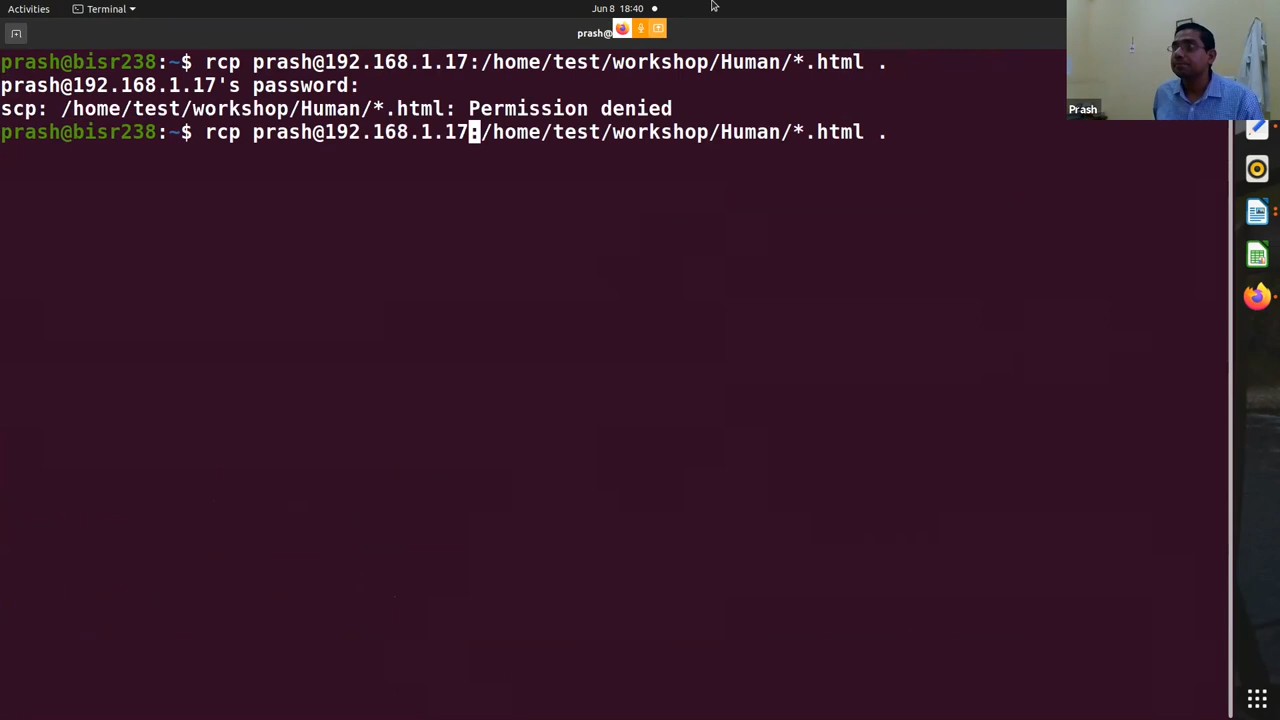 Activities
Terminal
Jun 8 18:40
prash@
prash@bisr238:~$ rcp prash@192.168.1.17:/home/test/workshop/Human/*.html .
prash@192.168.1.17's password:
scp: /home/test/workshop/Human/*.html: Permission denied
prash@bisr238:~$ rcp prash@192.168.1.17:/home/test/workshop/Human/*.html .
Prash